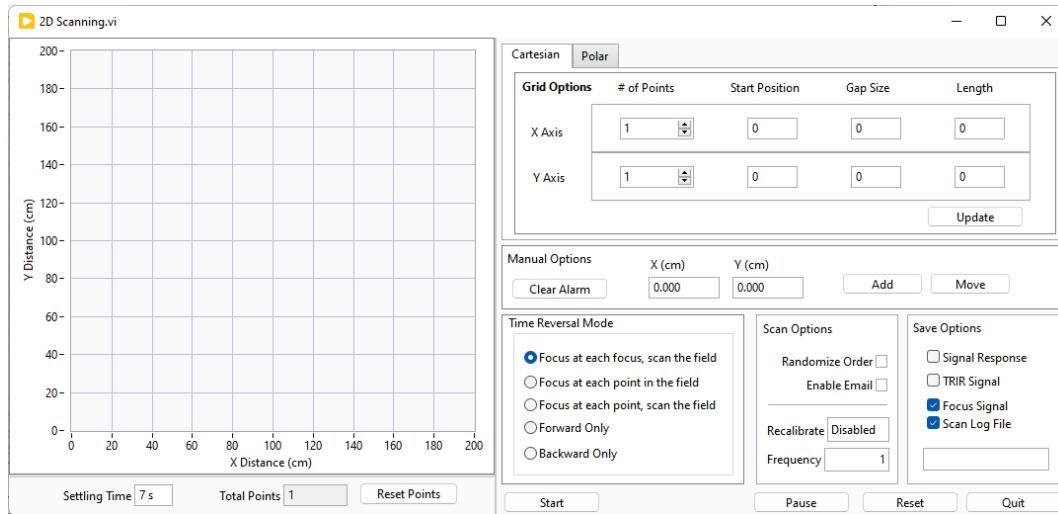 2D Scanning.vi
200
180
160
140
120
100
80
60
40
20
0
Y Distance (cm)
0 20 40 60 80 100 120 140 160 180 200
X Distance (cm)
Settling Time 7 s Total Points 1 Reset Points
Cartesian Polar
Grid Options # of Points Start Position Gap Size Length
X Axis 1 0 0 0
Y Axis 1 0 0 0
Update
Manual Options X (cm) Y (cm)
Clear Alarm 0.000 0.000 Add Move
Time Reversal Mode
Focus at each focus, scan the field
Focus at each point in the field
Focus at each point, scan the field
Forward Only
Backward Only
Scan Options
Randomize Order
Enable Email
Recalibrate Disabled
Frequency 1
Save Options
Signal Response
TRIR Signal
Focus Signal
Scan Log File
Start Pause Reset Quit